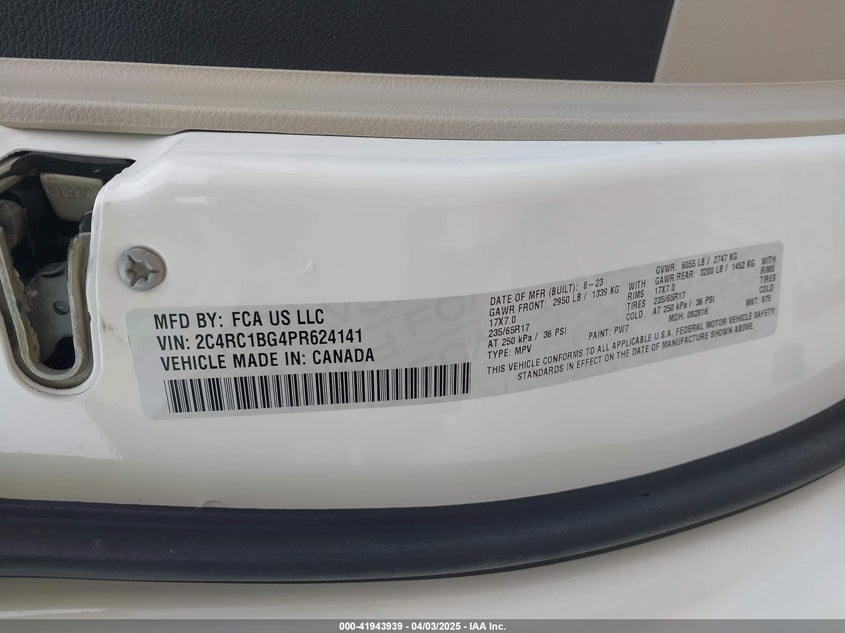 MFD BY: FCA US LLC
VIN: 2C4RC1BG4PR624141
VEHICLE MADE IN: CANADA
DATE OF MFR (BUILT): 8-23
GAWR FRONT: 2950 LB / 1339 KG WITH
17X7.0 RIMS
235/65R17 TIRES
AT 250 kPa / 36 PSI COLD
TYPE: MPV PAINT: PW7
GVWR: 6055 LB / 2747 KG
GAWR REAR: 3200 LB / 1452 KG WITH
17X7.0 RIMS
235/65R17 TIRES
AT 250 kPa / 36 PSI COLD
MDH: 082816 MKT: K75
THIS VEHICLE CONFORMS TO ALL APPLICABLE U.S.A. FEDERAL MOTOR VEHICLE SAFETY
STANDARDS IN EFFECT ON THE DATE OF MANUFACTURE SHOWN ABOVE.
000-41943939 - 04/03/2025 - IAA Inc.